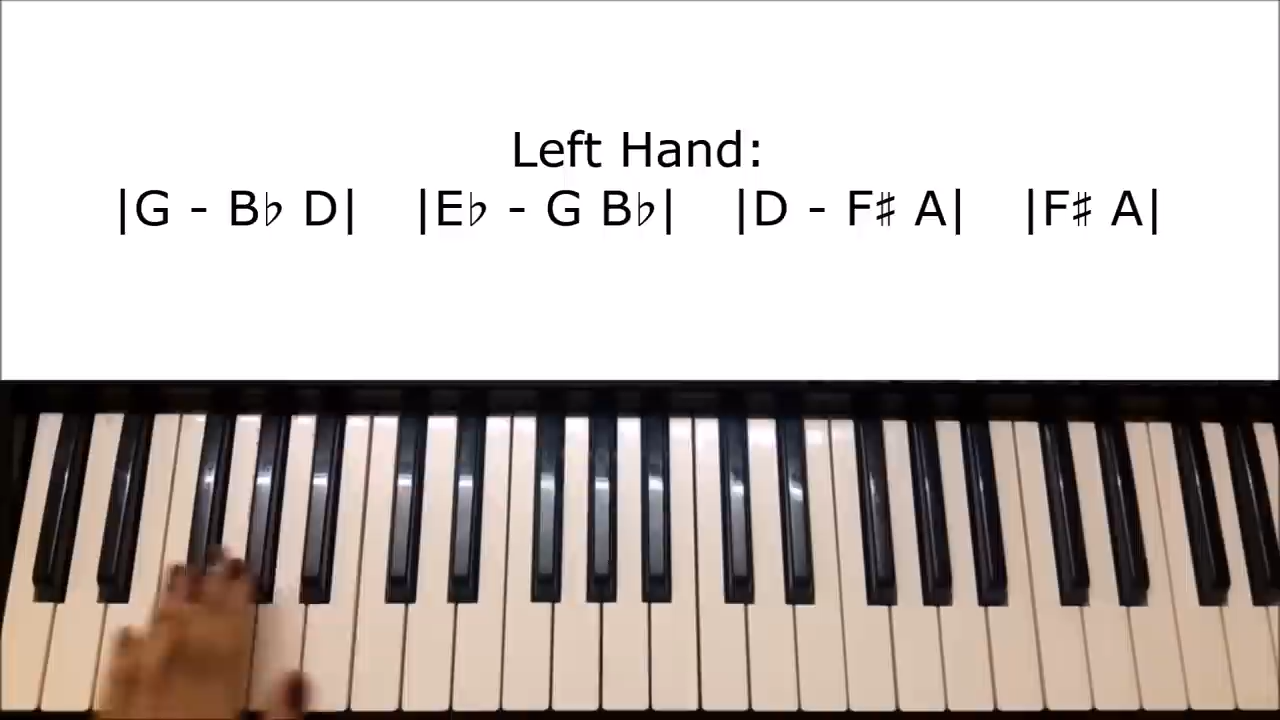 Left Hand:
|G - B♭ D| |E♭ - G B♭| |D - F♯ A| |F♯ A|